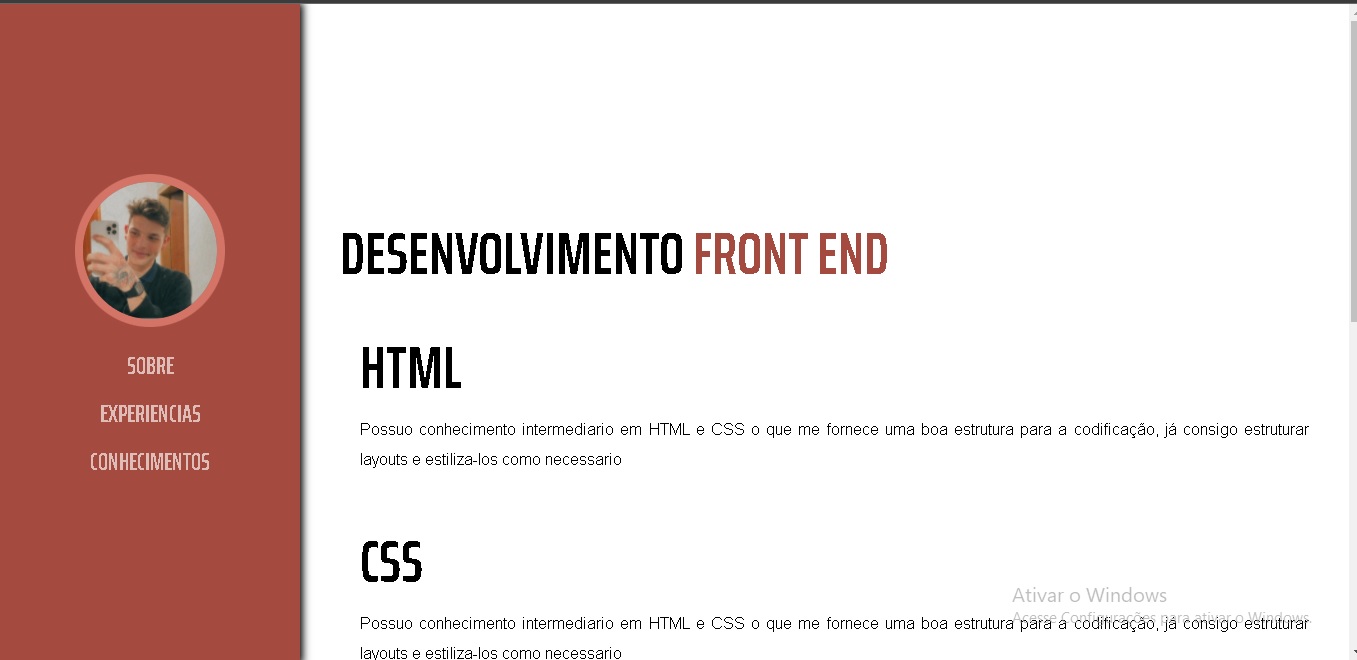 SOBRE
EXPERIENCIAS
CONHECIMENTOS
DESENVOLVIMENTO FRONT END
HTML
Possuo conhecimento intermediario em HTML e CSS o que me fornece uma boa estrutura para a codificação, já consigo estruturar
layouts e estiliza-los como necessario
CSS
Possuo conhecimento intermediario em HTML e CSS o que me fornece uma boa estrutura para a codificação, já consigo estruturar
layouts e estiliza-los como necessario
Ativar o Windows
Acesse Configurações para ativar o Windows.